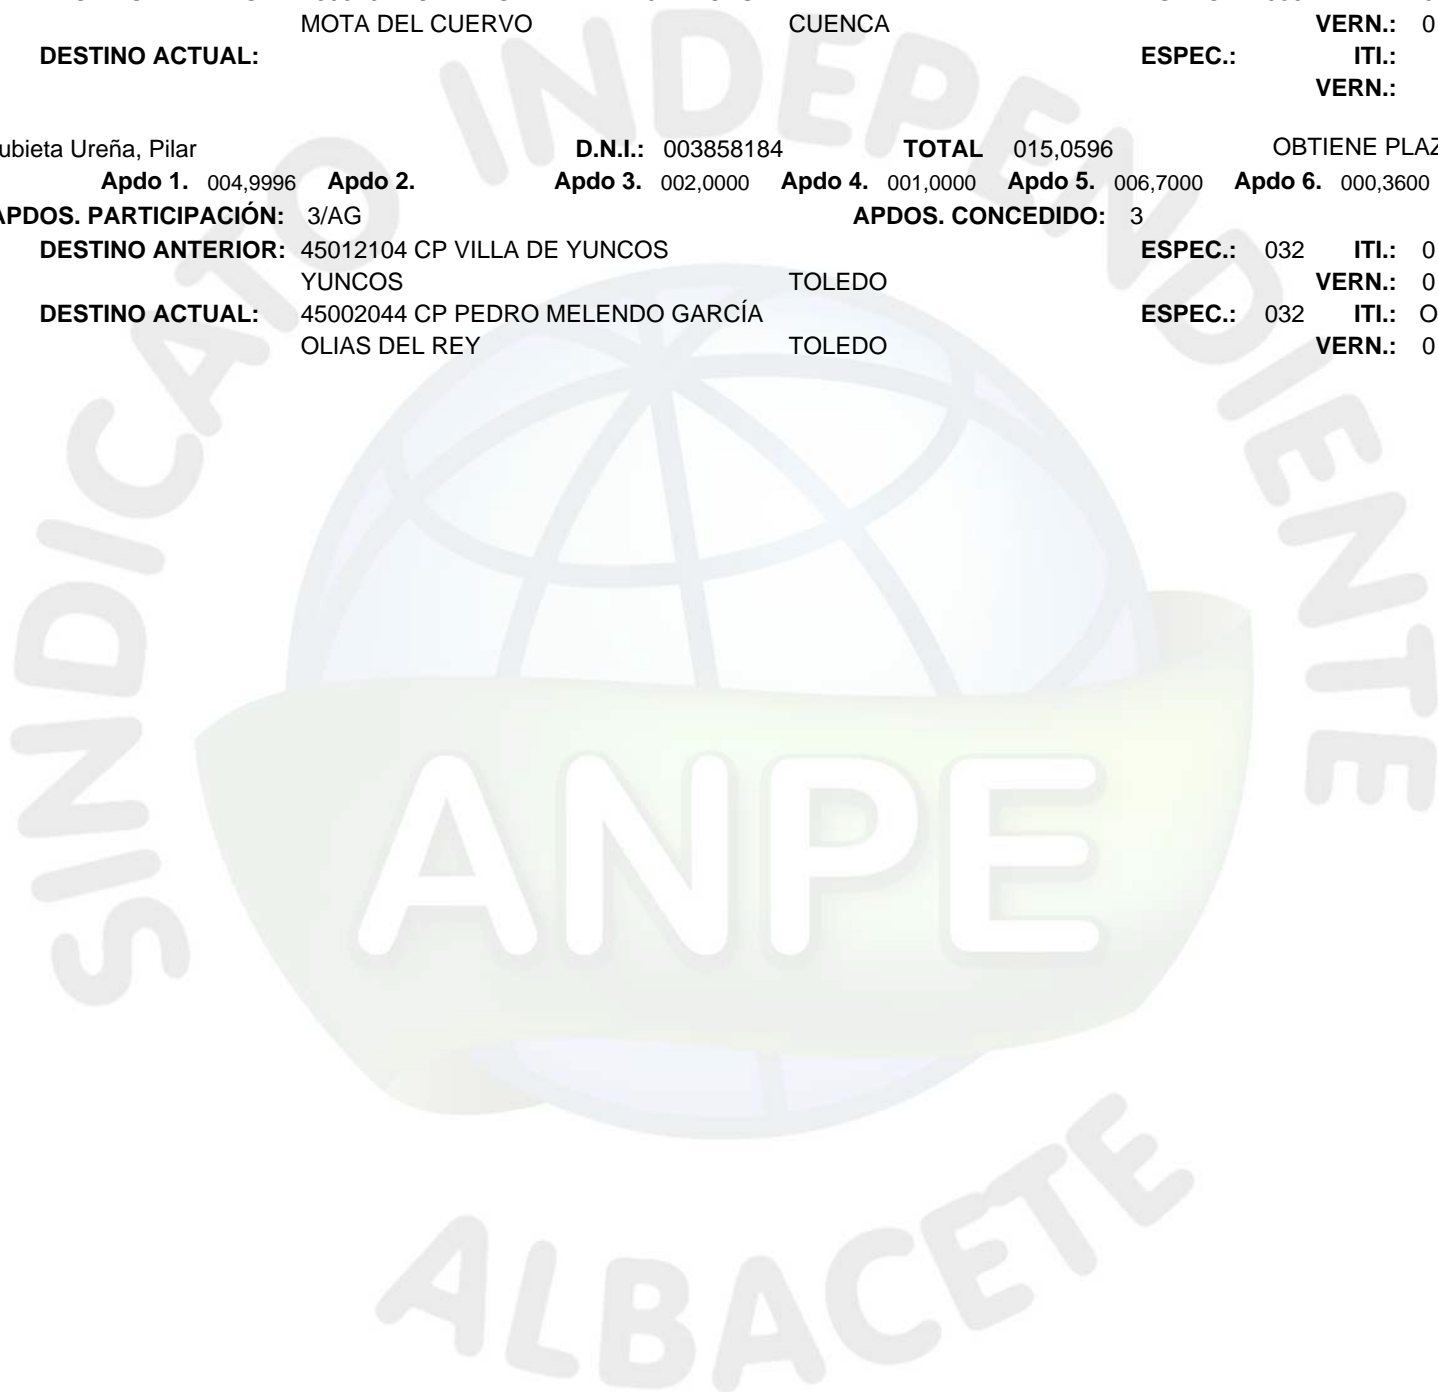 MOTA DEL CUERVO CUENCA VERN.: 0
DESTINO ACTUAL: ESPEC.: ITI.:
VERN.:
ubieta Ureña, Pilar D.N.I.: 003858184 TOTAL 015,0596 OBTIENE PLAZ
Apdo 1. 004,9996 Apdo 2. Apdo 3. 002,0000 Apdo 4. 001,0000 Apdo 5. 006,7000 Apdo 6. 000,3600
APDOS. PARTICIPACIÓN: 3/AG APDOS. CONCEDIDO: 3
DESTINO ANTERIOR: 45012104 CP VILLA DE YUNCOS ESPEC.: 032 ITI.: 0
YUNCOS TOLEDO VERN.: 0
DESTINO ACTUAL: 45002044 CP PEDRO MELENDO GARCÍA ESPEC.: 032 ITI.: O
OLIAS DEL REY TOLEDO VERN.: 0
SINDICATO INDEPENDIENTE
ANPE
ALBACETE